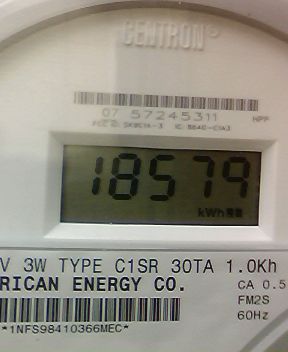 CENTRON®
07 57245311 HPP
18579
kWh
V 3W TYPE C1SR 30TA 1.0Kh
RICAN ENERGY CO. CA 0.5
FM2S
60Hz
*1NFS98410366MEC*